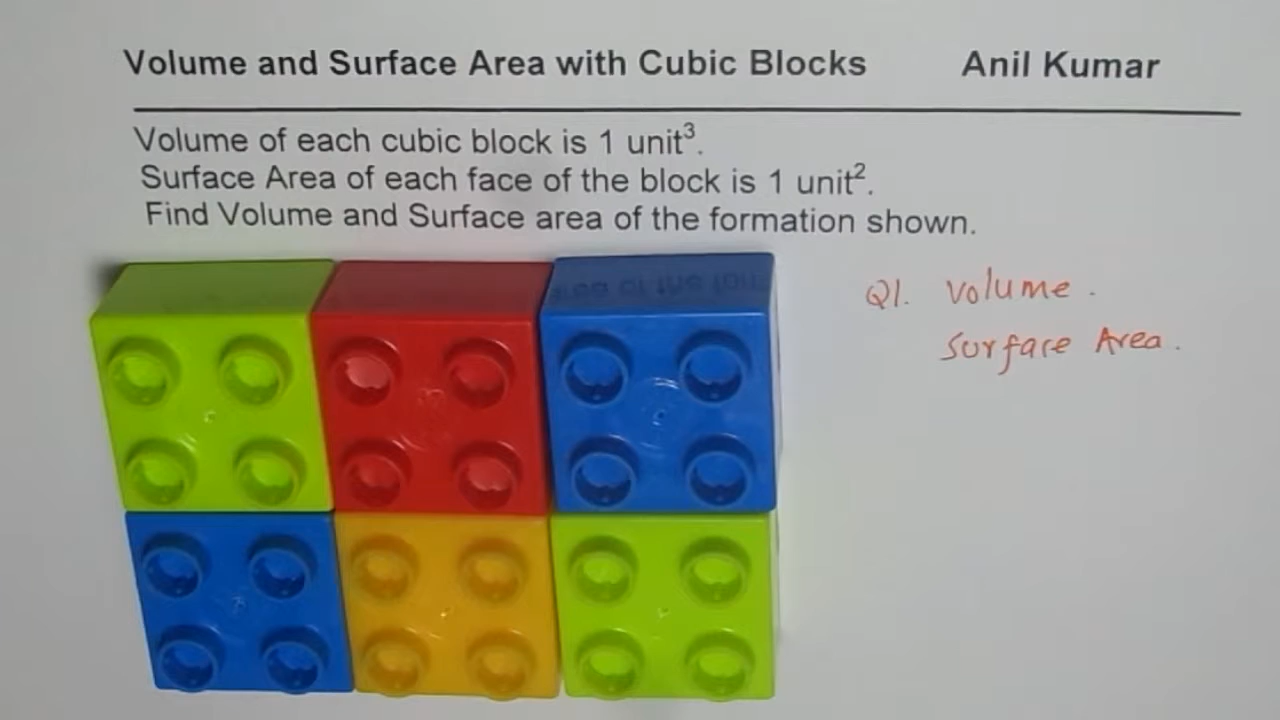 Volume and Surface Area with Cubic Blocks Anil Kumar
Volume of each cubic block is 1 unit³.
Surface Area of each face of the block is 1 unit².
Find Volume and Surface area of the formation shown.
Q1. Volume.
Surface Area.